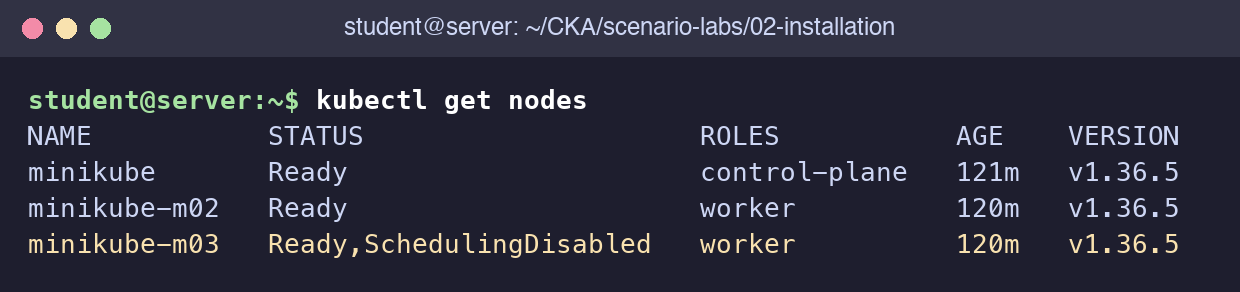 student@server: ~/CKA/scenario-labs/02-installation
student@server:~$ kubectl get nodes
NAME           STATUS                     ROLES           AGE    VERSION
minikube       Ready                      control-plane   121m   v1.36.5
minikube-m02   Ready                      worker          120m   v1.36.5
minikube-m03   Ready,SchedulingDisabled   worker          120m   v1.36.5